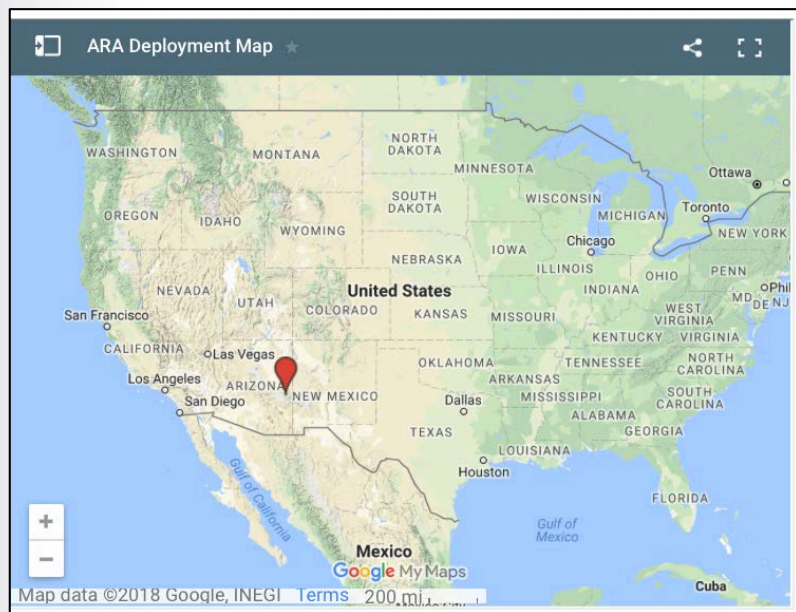 ARA Deployment Map
NORTH
DAKOTA
WASHINGTON
MONTANA
MINNESOTA
Ottawa
SOUTH
DAKOTA
WISCONSIN
OREGON
IDAHO
MICHIGAN
Toronto
WYOMING
NEW YORK
Chicago
IOWA
NEBRASKA
ILLINOIS
OHIO
PENN
NEVADA
UTAH
United States
INDIANA
MD
DE
NJ
COLORADO
KANSAS
MISSOURI
WEST
VIRGINIA
San Francisco
KENTUCKY
VIRGINIA
CALIFORNIA
Las Vegas
OKLAHOMA
TENNESSEE
NORTH
CAROLINA
Los Angeles
ARIZONA
NEW MEXICO
ARKANSAS
MISSISSIPPI
SOUTH
CAROLINA
San Diego
Dallas
ALABAMA
TEXAS
GEORGIA
LOUISIANA
Houston
Gulf of
California
FLORIDA
Gulf of
Mexico
+
−
Mexico
Google My Maps
Cuba
Map data ©2018 Google, INEGI Terms 200 mi